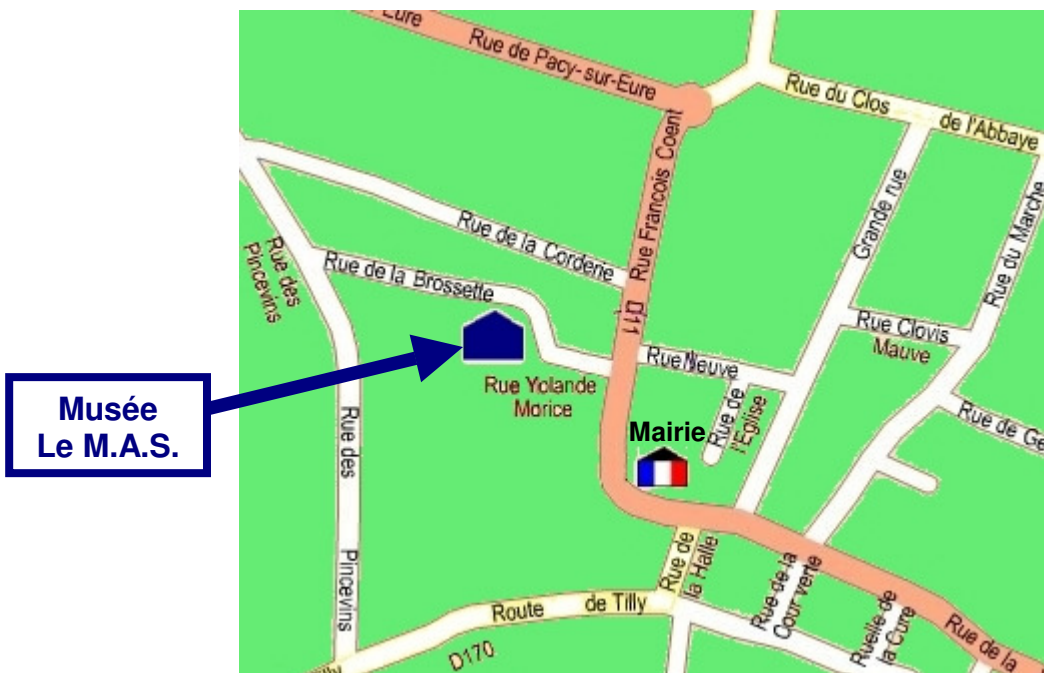 Eure
Rue de Pacy-sur-Eure
Rue du Clos de l'Abbaye
Rue François Coent
Grande rue
Rue du Marche
Rue de la Corderie
Rue des
Pincevins
Rue de la Brossette
D11
Rue Clovis
Mauve
Rue Neuve
Musée
Le M.A.S.
Rue Yolande
Morice
Rue de
l'Eglise
Mairie
Rue de Ge
Rue des Pincevins
Rue de
la Halle
Rue de la
Cour verte
Ruelle de
la Cure
Rue de la
Route de Tilly
D170
lly